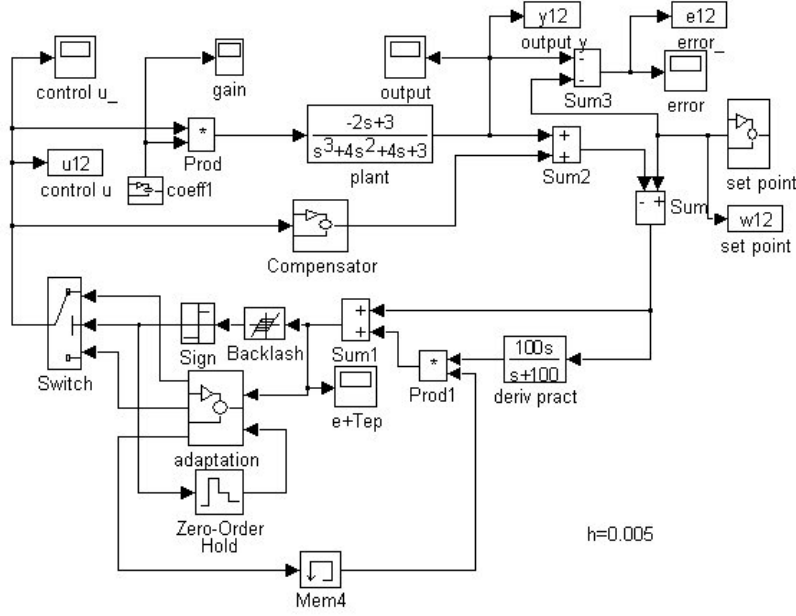 y12
e12
output y
error_
control u_
gain
output
Sum3
error
-2s+3
s3+4s2+4s+3
*
Prod
plant
+
+
Sum2
u12
control u
coeff1
set point
- +
Sum
w12
set point
Compensator
-
-
Switch
Sign
Backlash
+
+
Sum1
*
Prod1
100s
s+100
deriv pract
e+Tep
adaptation
Zero-Order
Hold
h=0.005
Mem4